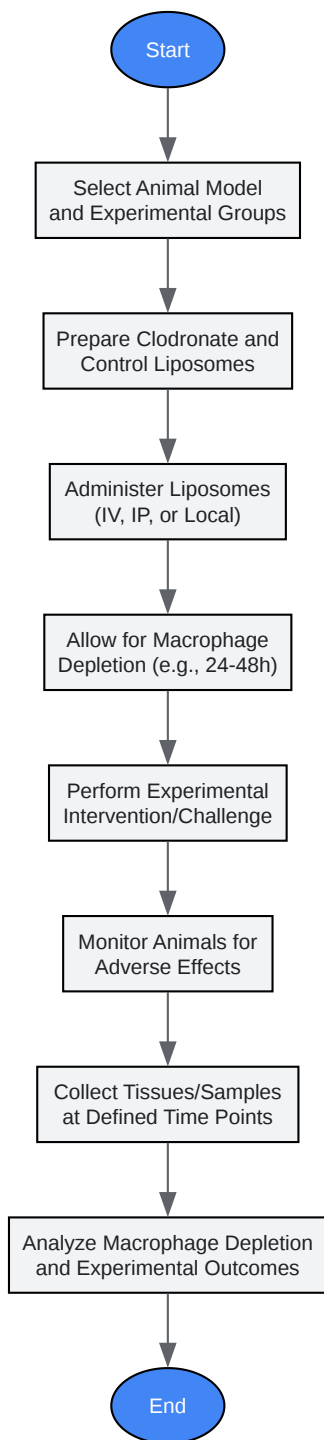 Start
Select Animal Model
and Experimental Groups
Prepare Clodronate and
Control Liposomes
Administer Liposomes
(IV, IP, or Local)
Allow for Macrophage
Depletion (e.g., 24-48h)
Perform Experimental
Intervention/Challenge
Monitor Animals for
Adverse Effects
Collect Tissues/Samples
at Defined Time Points
Analyze Macrophage Depletion
and Experimental Outcomes
End